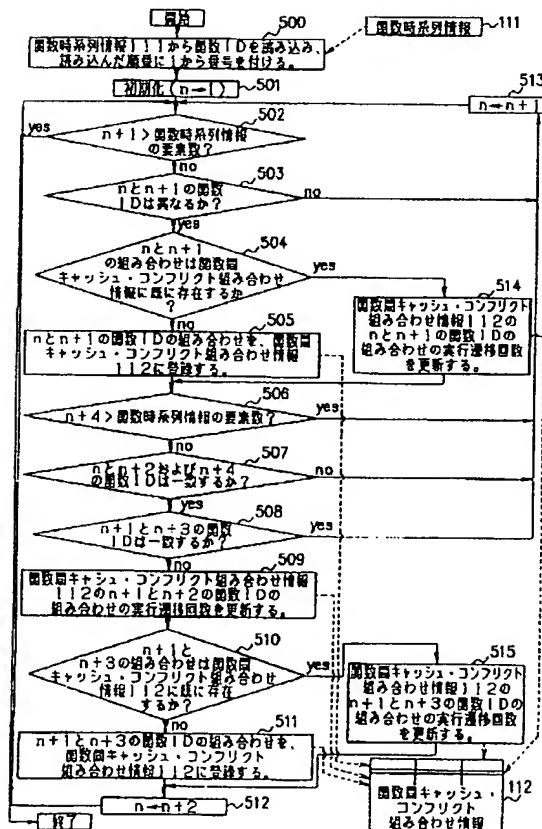 開始
500
111
関数時系列情報111から関数IDを読み込み、
読み込んだ順番に1から番号を付ける。
関数時系列情報
初期化(n→1)
501
513
n→n+1
502
yes
n+1>関数時系列情報
の要素数?
no
503
nとn+1の関数
IDは異なるか?
no
yes
504
nとn+1
の組み合わせは関数間
キャッシュ・コンフリクト組み合わせ
情報に既に存在するか
?
yes
514
関数間キャッシュ・コンフリクト
組み合わせ情報112の
nとn+1の関数IDの
組み合わせの実行遷移回数
を更新する。
no
505
nとn+1の関数IDの組み合わせを、関数間
キャッシュ・コンフリクト組み合わせ情報
112に登録する。
506
n+4>関数時系列情報の要素数?
yes
no
507
nとn+2およびn+4
の関数IDは一致するか?
no
yes
508
n+1とn+3の関数
IDは一致するか?
yes
no
509
関数間キャッシュ・コンフリクト組み合わせ情報
112のn+1とn+2の関数IDの
組み合わせの実行遷移回数を更新する。
510
n+1と
n+3の組み合わせは関数間
キャッシュ・コンフリクト組み合わせ
情報112に既に存在
するか?
yes
515
関数間キャッシュ・コンフリクト
組み合わせ情報112の
n+1とn+3の関数IDの
組み合わせの実行遷移回数
を更新する。
no
511
n+1とn+3の関数IDの組み合わせを、
関数間キャッシュ・コンフリクト
組み合わせ情報112に登録する。
n→n+2
512
終了
関数間キャッシュ・
コンフリクト
組み合わせ情報
112